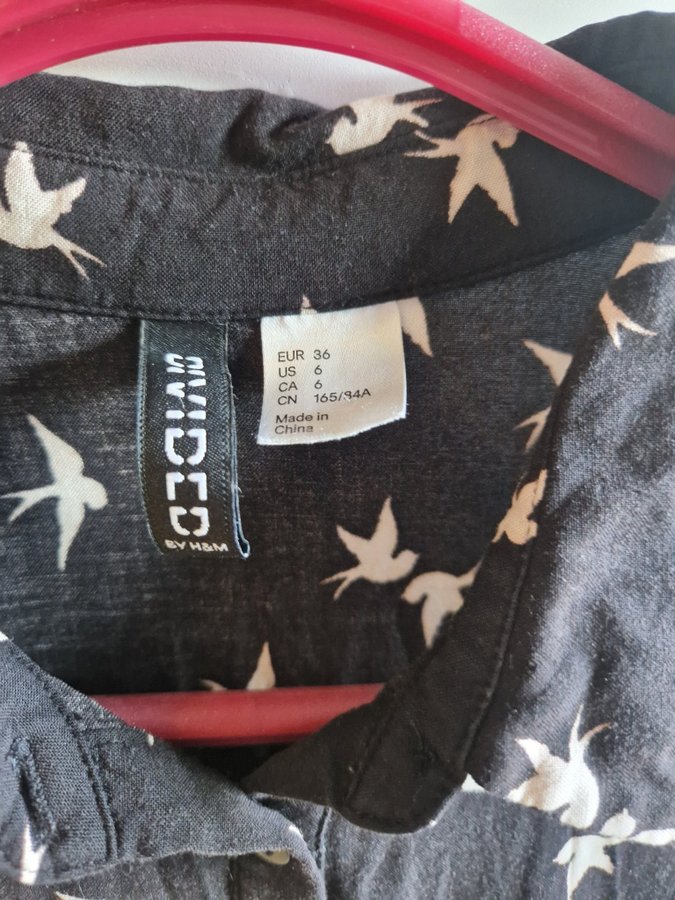 DIVIDED
BY H&M
EUR 36
US 6
CA 6
CN 165/84A
Made in
China